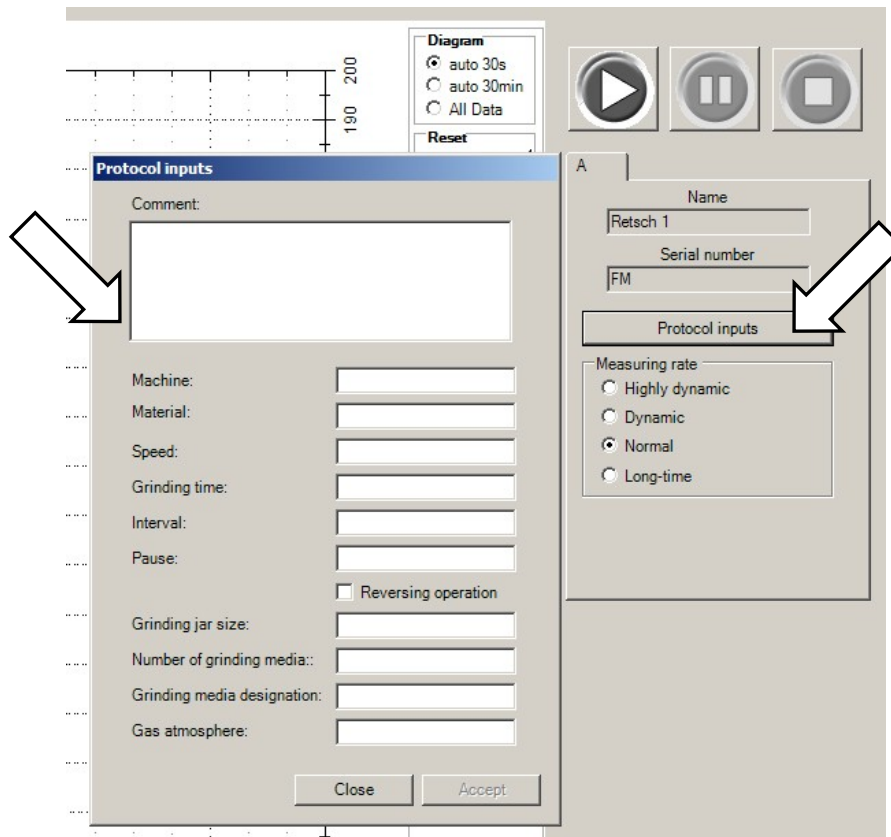 Diagram
auto 30s
auto 30min
All Data
Reset
200
190
Protocol inputs
Comment:
Machine:
Material:
Speed:
Grinding time:
Interval:
Pause:
Reversing operation
Grinding jar size:
Number of grinding media::
Grinding media designation:
Gas atmosphere:
Close Accept
A
Name
Retsch 1
Serial number
FM
Protocol inputs
Measuring rate
Highly dynamic
Dynamic
Normal
Long-time